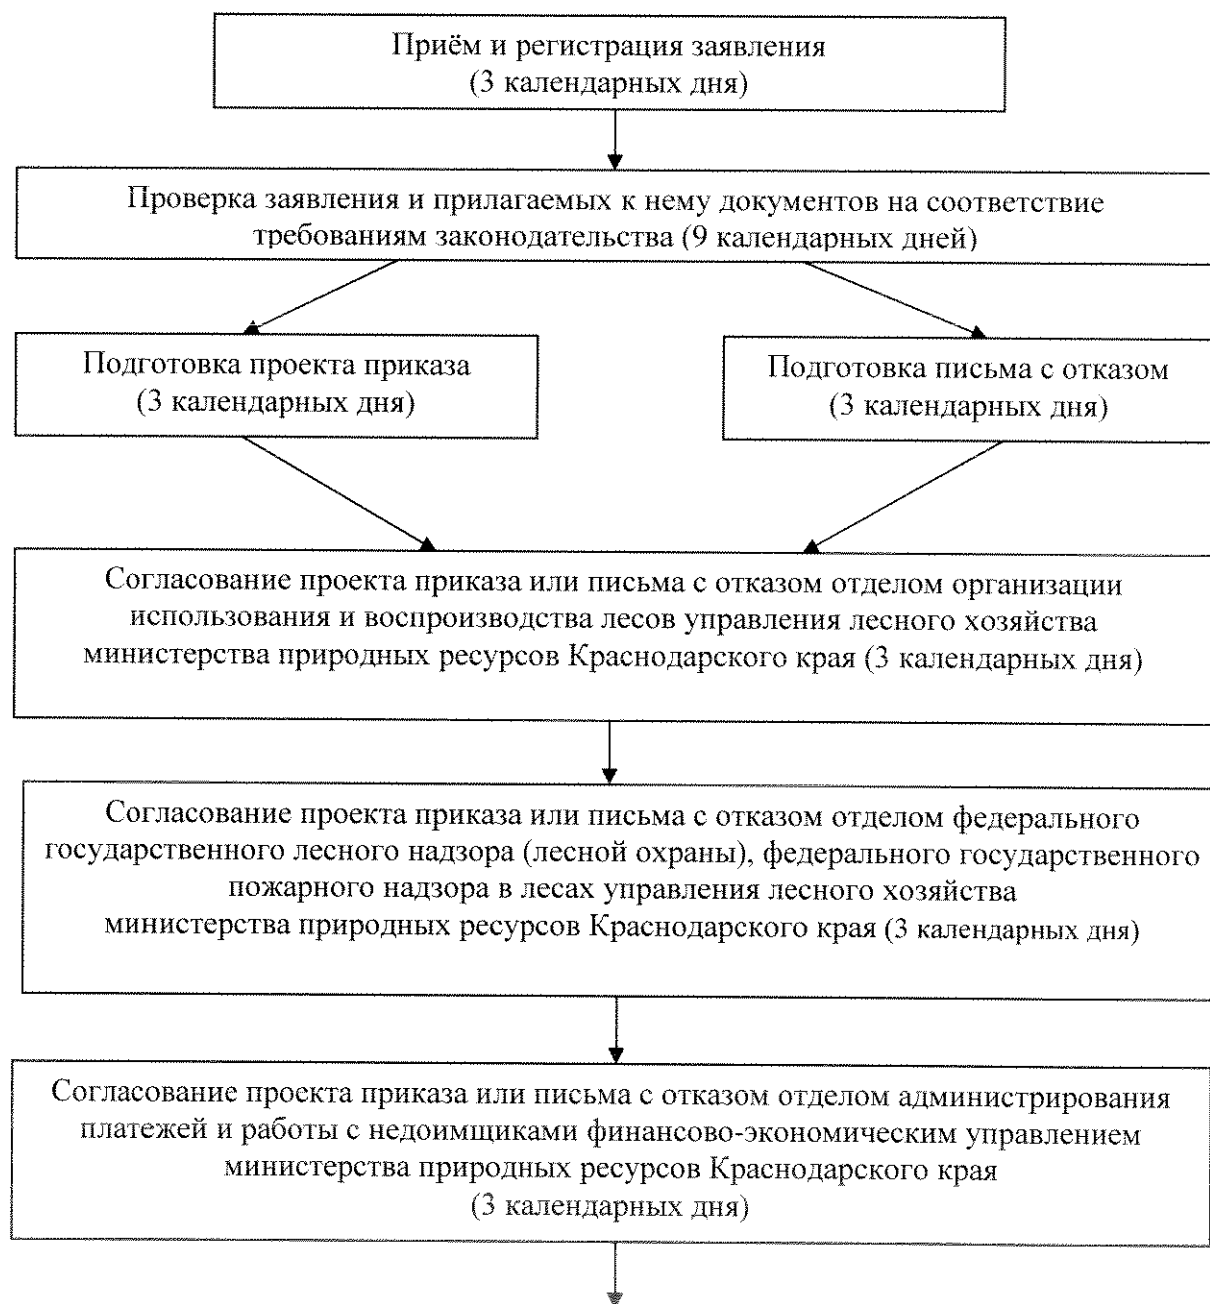 Приём и регистрация заявления
(3 календарных дня)
Проверка заявления и прилагаемых к нему документов на соответствие
требованиям законодательства (9 календарных дней)
Подготовка проекта приказа
(3 календарных дня)
Подготовка письма с отказом
(3 календарных дня)
Согласование проекта приказа или письма с отказом отделом организации
использования и воспроизводства лесов управления лесного хозяйства
министерства природных ресурсов Краснодарского края (3 календарных дня)
Согласование проекта приказа или письма с отказом отделом федерального
государственного лесного надзора (лесной охраны), федерального государственного
пожарного надзора в лесах управления лесного хозяйства
министерства природных ресурсов Краснодарского края (3 календарных дня)
Согласование проекта приказа или письма с отказом отделом администрирования
платежей и работы с недоимщиками финансово-экономическим управлением
министерства природных ресурсов Краснодарского края
(3 календарных дня)